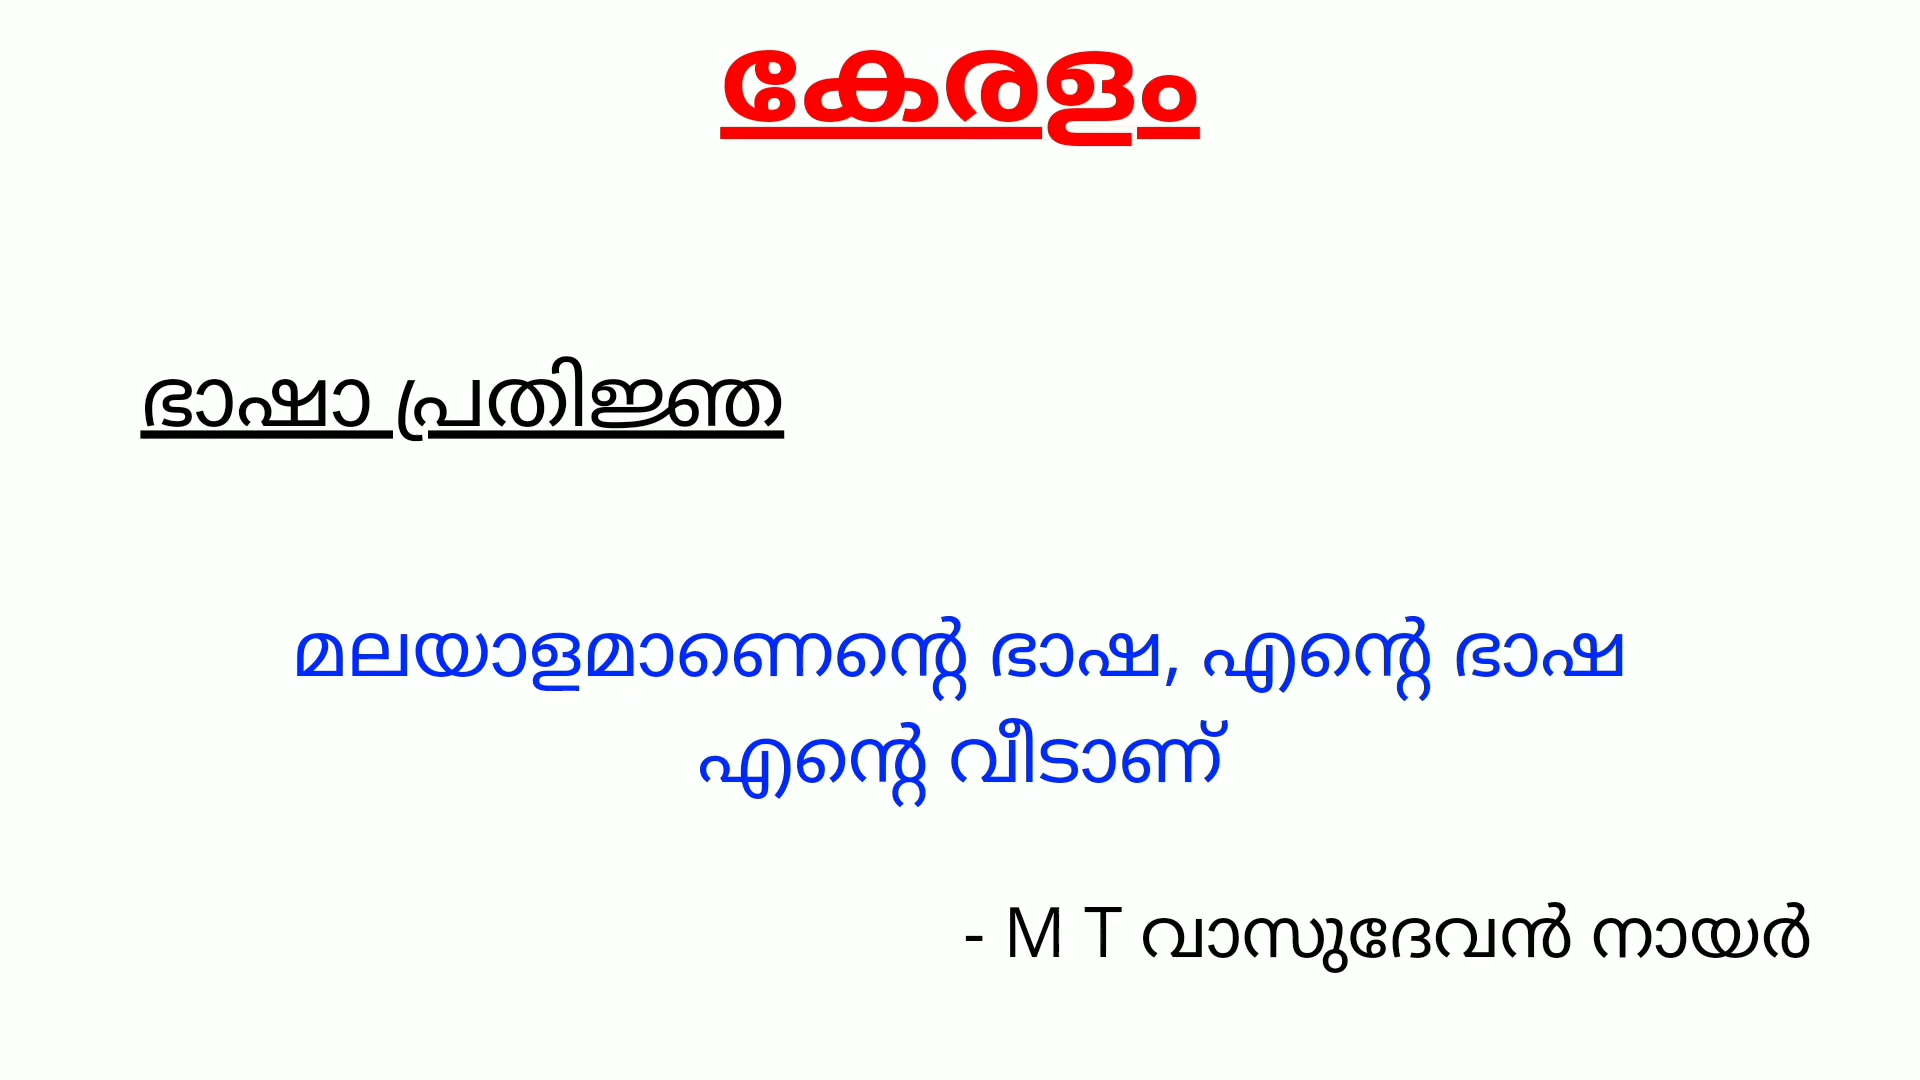 കേരളം
ഭാഷാ പ്രതിജ്ഞ
മലയാളമാണെന്റെ ഭാഷ, എന്റെ ഭാഷ
എന്റെ വീടാണ്
- M T വാസുദേവൻ നായർ